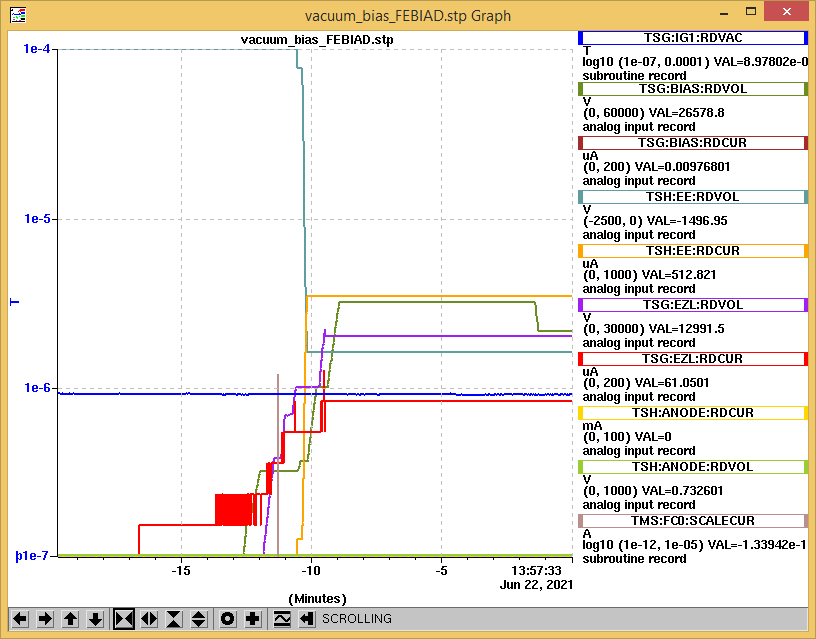 vacuum_bias_FEBIAD.stp Graph
vacuum_bias_FEBIAD.stp
1e-4
1e-5
T
1e-6
1e-7
-15
-10
-5
13:57:33
Jun 22, 2021
(Minutes)
TSG:IG1:RDVAC
T
log10 (1e-07, 0.0001) VAL=8.97802e-0
subroutine record
TSG:BIAS:RDVOL
V
(0, 60000) VAL=26578.8
analog input record
TSG:BIAS:RDCUR
uA
(0, 200) VAL=0.00976801
analog input record
TSH:EE:RDVOL
V
(-2500, 0) VAL=-1496.95
analog input record
TSH:EE:RDCUR
uA
(0, 1000) VAL=512.821
analog input record
TSG:EZL:RDVOL
V
(0, 30000) VAL=12991.5
analog input record
TSG:EZL:RDCUR
uA
(0, 200) VAL=61.0501
analog input record
TSH:ANODE:RDCUR
mA
(0, 100) VAL=0
analog input record
TSH:ANODE:RDVOL
V
(0, 1000) VAL=0.732601
analog input record
TMS:FC0:SCALECUR
A
log10 (1e-12, 1e-05) VAL=-1.33942e-1
subroutine record
SCROLLING